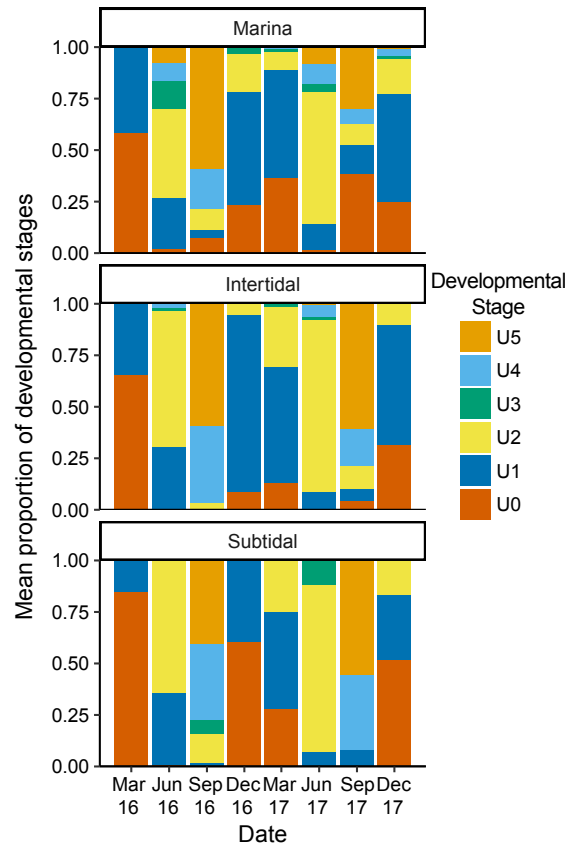 Marina
1.00
0.75
0.50
0.25
0.00
Intertidal
1.00
0.75
0.50
0.25
0.00
Subtidal
1.00
0.75
0.50
0.25
0.00
Mean proportion of developmental stages
Mar Jun Sep Dec Mar Jun Sep Dec
16 16 16 16 17 17 17 17
Date
Developmental
Stage
U5
U4
U3
U2
U1
U0